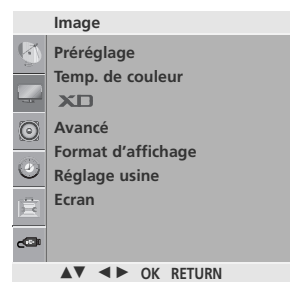 Image
Préréglage
Temp. de couleur
XD
Avancé
Format d’affichage
Réglage usine
Ecran
▲▼ ◄► OK RETURN